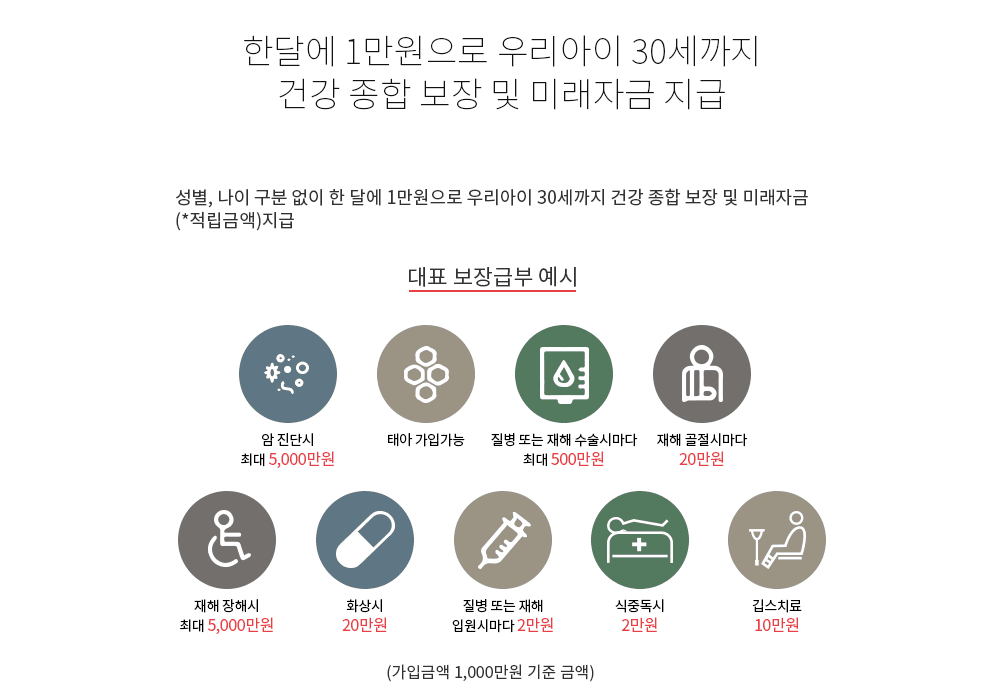 한달에 1만원으로 우리아이 30세까지
건강 종합 보장 및 미래자금 지급
성별, 나이 구분 없이 한 달에 1만원으로 우리아이 30세까지 건강 종합 보장 및 미래자금
(*적립금액)지급
대표 보장급부 예시
암 진단시
최대 5,000만원
태아 가입가능
질병 또는 재해 수술시마다
최대 500만원
재해 골절시마다
20만원
재해 장해시
최대 5,000만원
화상시
20만원
질병 또는 재해
입원시마다 2만원
식중독시
2만원
깁스치료
10만원
(가입금액 1,000만원 기준 금액)